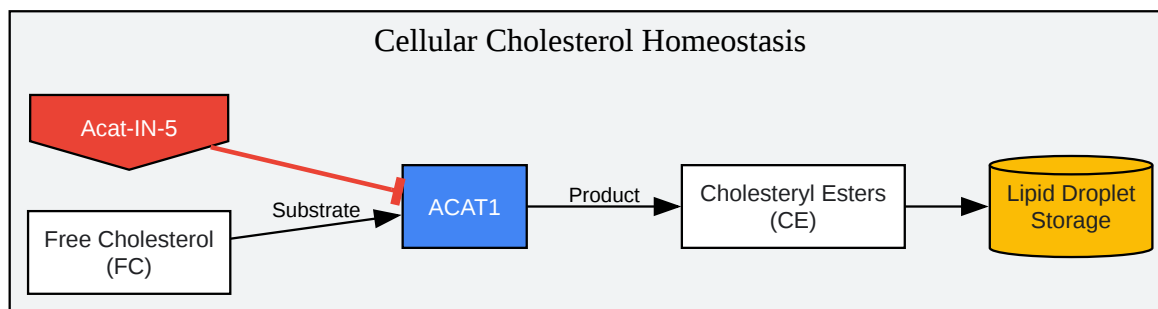 Cellular Cholesterol Homeostasis
Acat-IN-5
Substrate
Free Cholesterol
(FC)
ACAT1
Product
Cholesteryl Esters
(CE)
Lipid Droplet
Storage